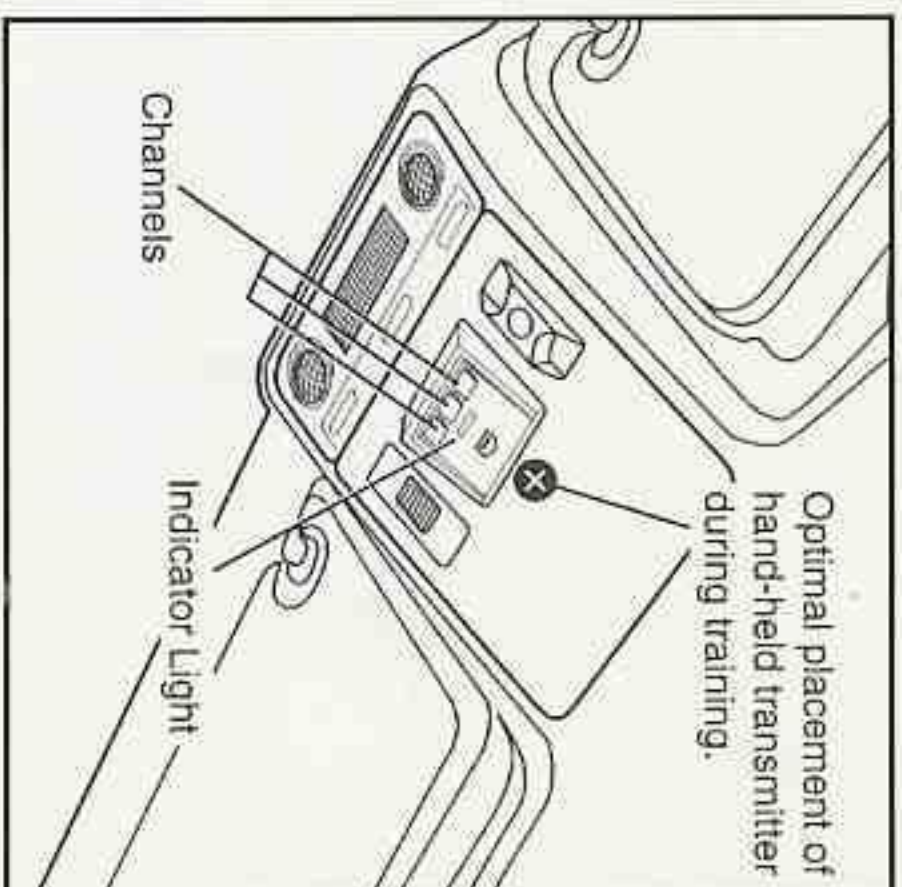 Optimal placement of
hand-held transmitter
during training.
Channels
Indicator Light